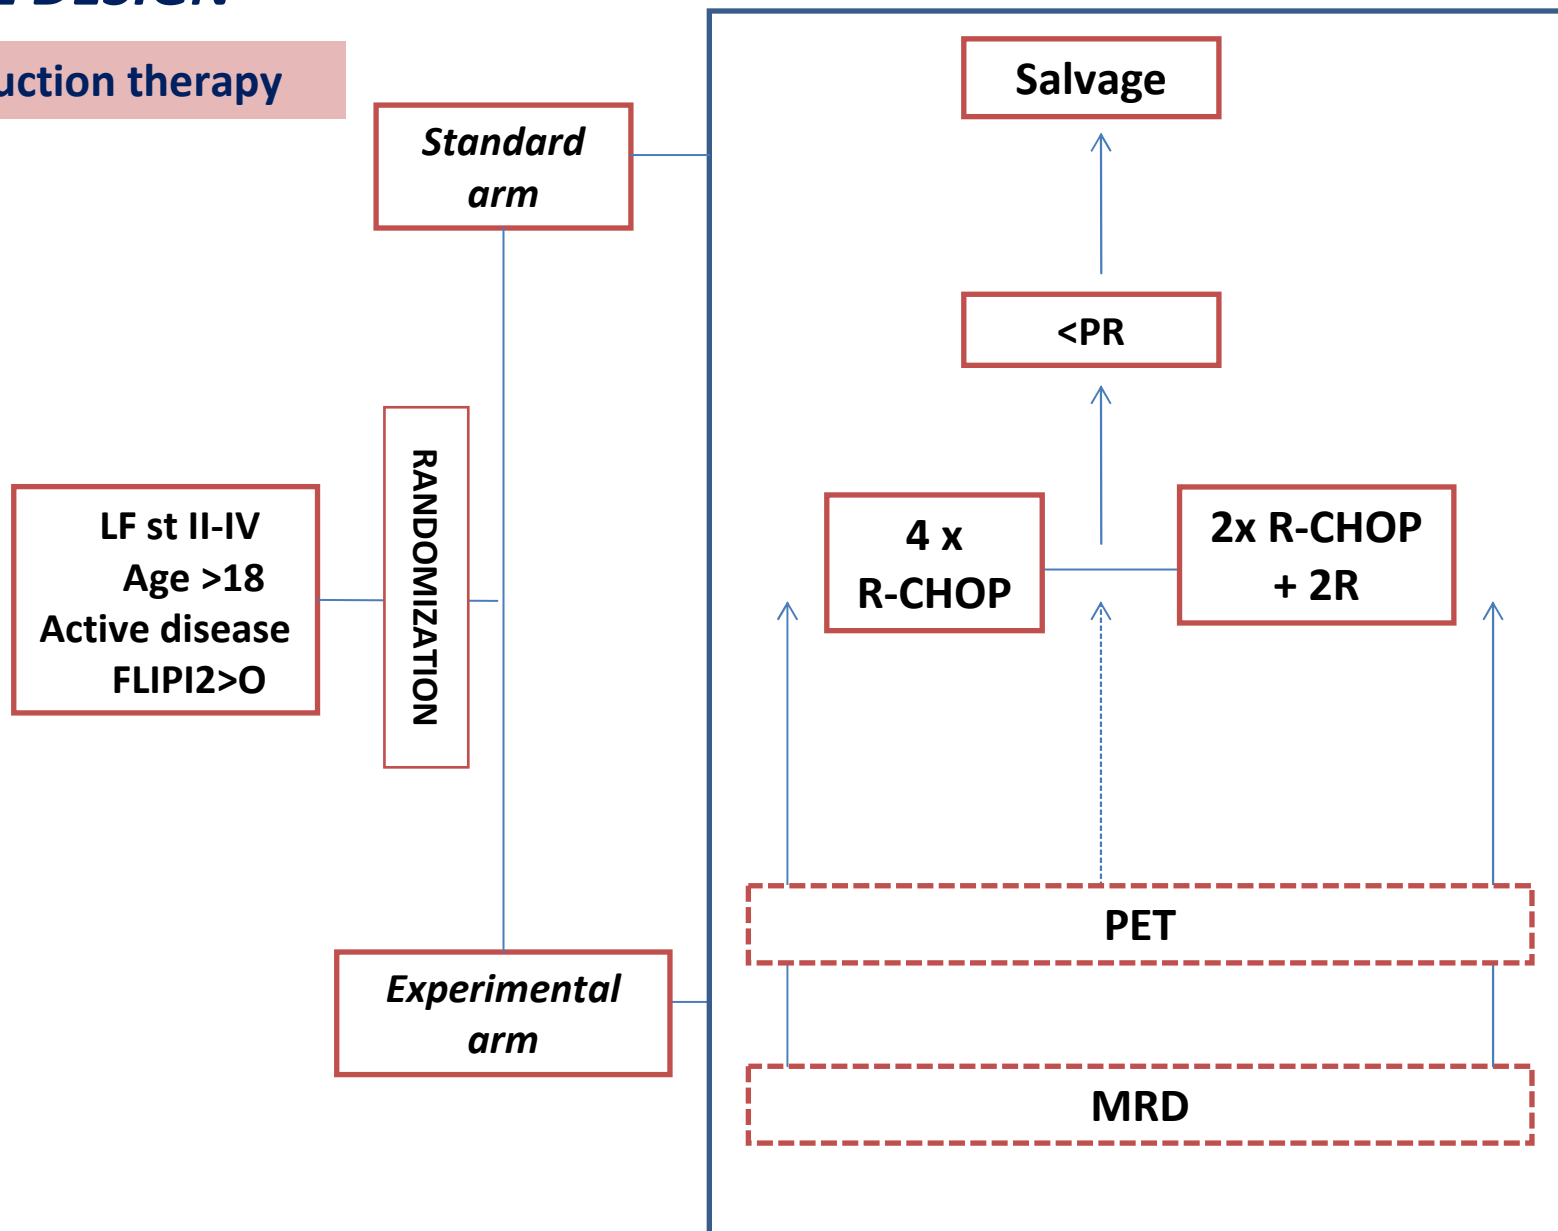 DESIGN
uction therapy
Salvage
Standard
arm
<PR
RANDOMIZATION
LF st II-IV
Age >18
Active disease
FLIPI2>O
4 x
R-CHOP
2x R-CHOP
+ 2R
PET
Experimental
arm
MRD